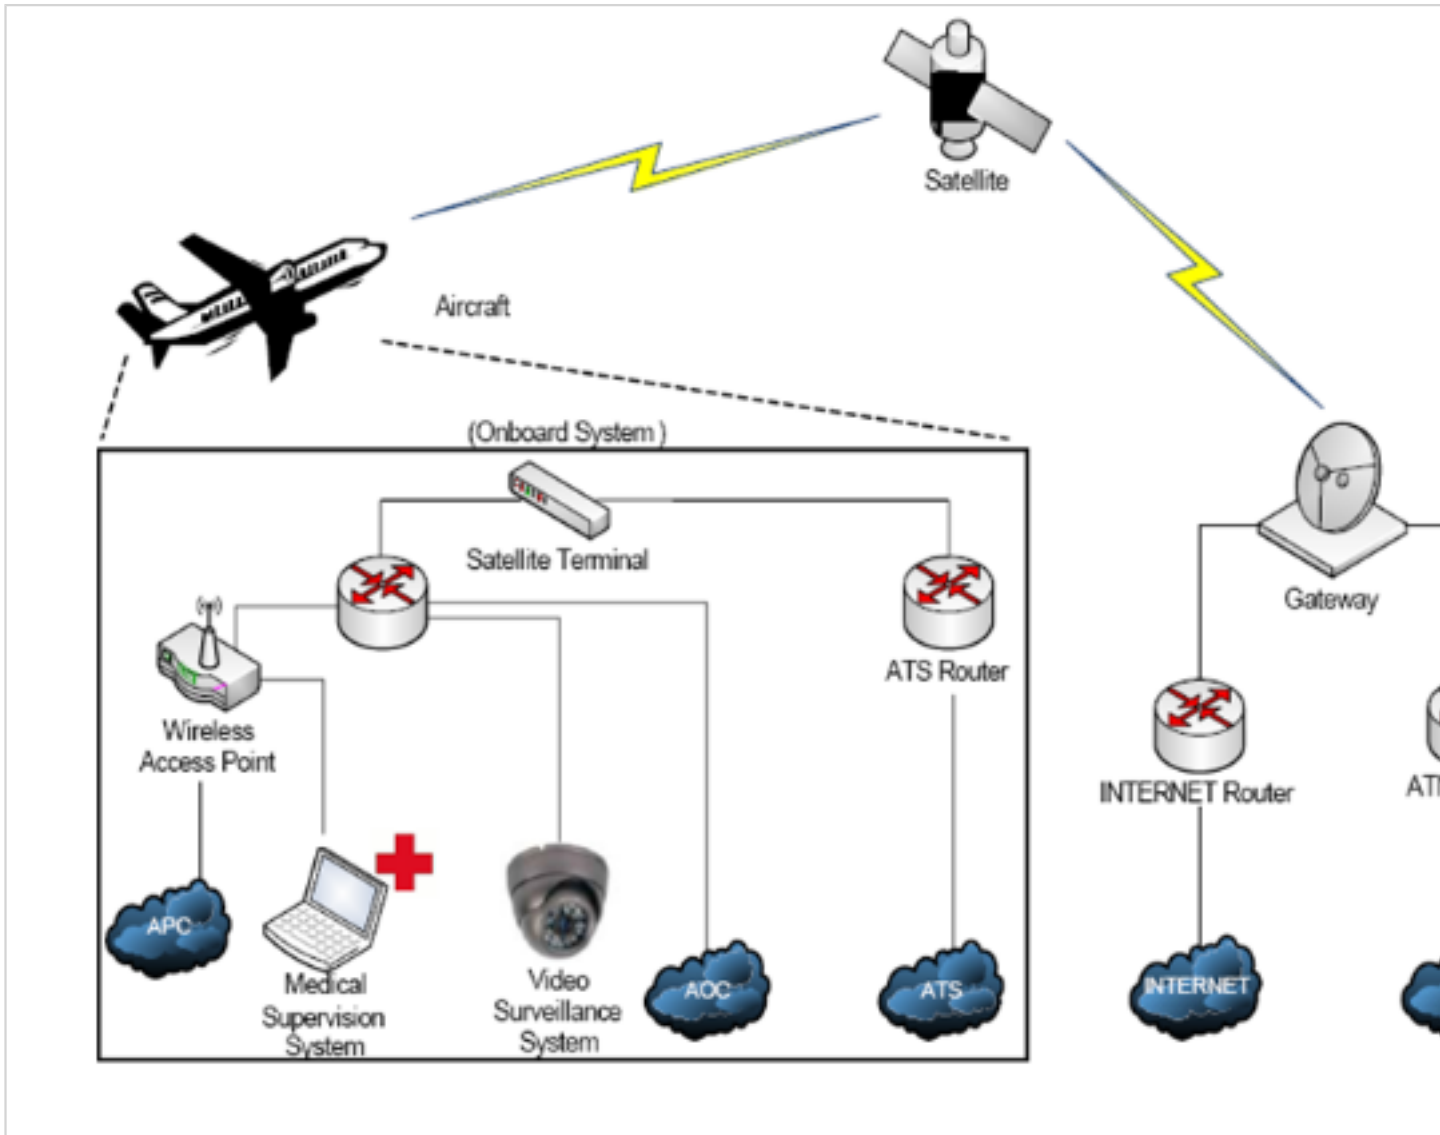 Satellite
Aircraft
(Onboard System )
Satellite Terminal
Gateway
ATS Router
Wireless
Access Point
INTERNET Router
APC
Medical
Supervision
System
Video
Surveillance
System
AOC
ATS
INTERNET